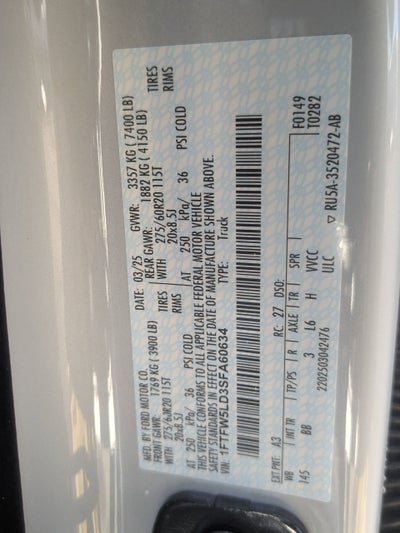 MFD. BY FORD MOTOR CO.
DATE: 03/25 GVWR: 3357 KG ( 7400 LB)
FRONT GAWR: 1769 KG ( 3900 LB) REAR GAWR: 1882 KG ( 4150 LB)
WITH 275/60R20 115T TIRES WITH 275/60R20 115T TIRES
20x8.5J RIMS 20x8.5J RIMS
AT 250 kPa/ 36 PSI COLD AT 250 kPa/ 36 PSI COLD
THIS VEHICLE CONFORMS TO ALL APPLICABLE FEDERAL MOTOR VEHICLE
STANDARDS IN EFFECT ON THE DATE OF MANUFACTURE SHOWN ABOVE.
VIN: 1FTFW5LD3SFA60634 TYPE: Truck
F0149
T0282
EXT PNT: A3 RC: 27 DSO:
WB INT TR TP/PS R AXLE TR SPR
145 BB 3 L6 H VVCC
2202503042476 ULC
▽ RU5A-3520472-AB